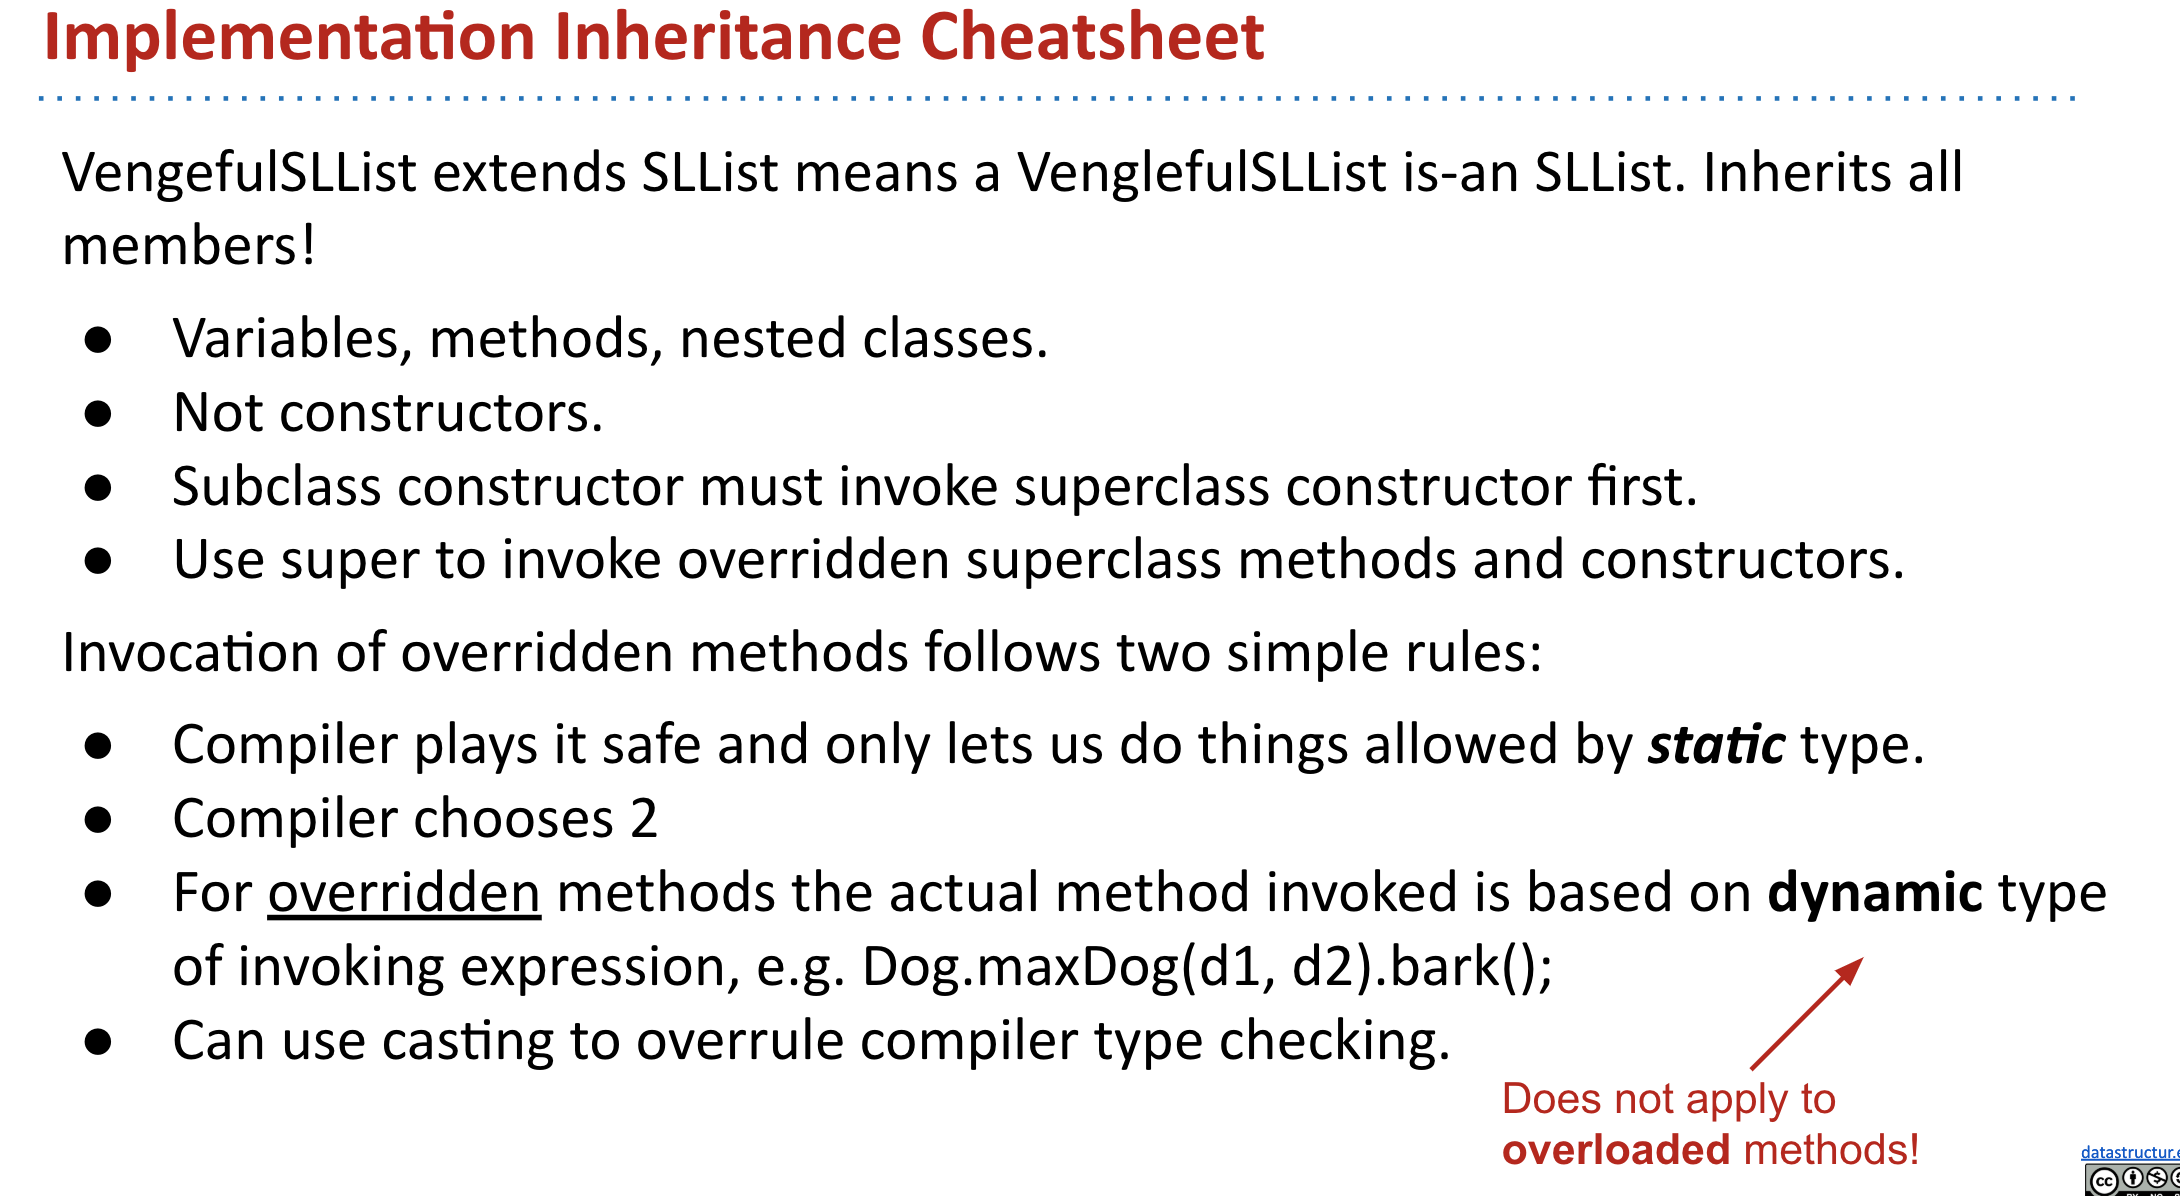 Implementation Inheritance Cheatsheet
VengefulSLList extends SLList means a VenglefulSLList is-an SLList. Inherits all
members!
● Variables, methods, nested classes.
● Not constructors.
● Subclass constructor must invoke superclass constructor first.
● Use super to invoke overridden superclass methods and constructors.
Invocation of overridden methods follows two simple rules:
● Compiler plays it safe and only lets us do things allowed by static type.
● Compiler chooses 2
● For overridden methods the actual method invoked is based on dynamic type
of invoking expression, e.g. Dog.maxDog(d1, d2).bark();
● Can use casting to overrule compiler type checking.
Does not apply to
overloaded methods!
datastructur.e
cc